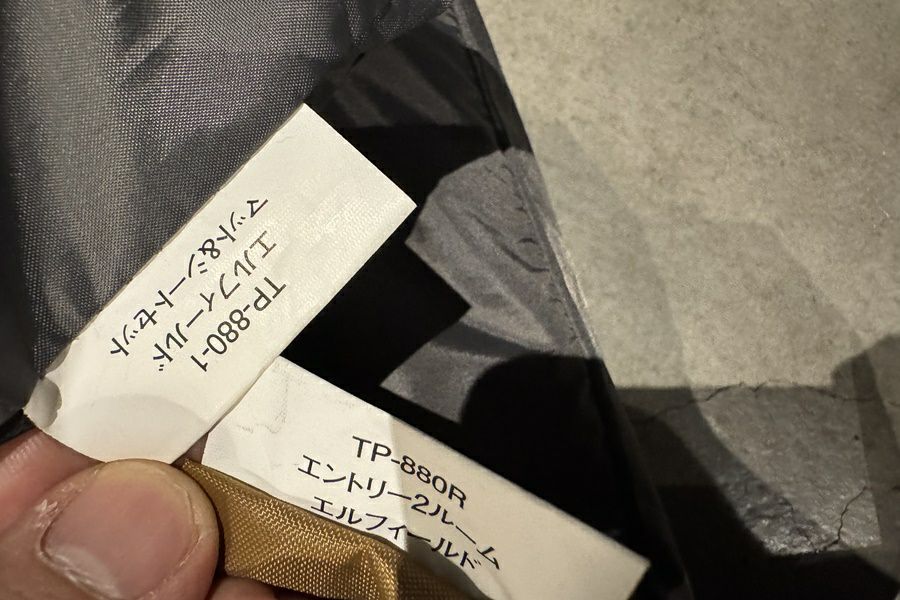 TP-880-1
エルフィールド
マット&シートセット
TP-880R
エントリー2ルーム
エルフィールド